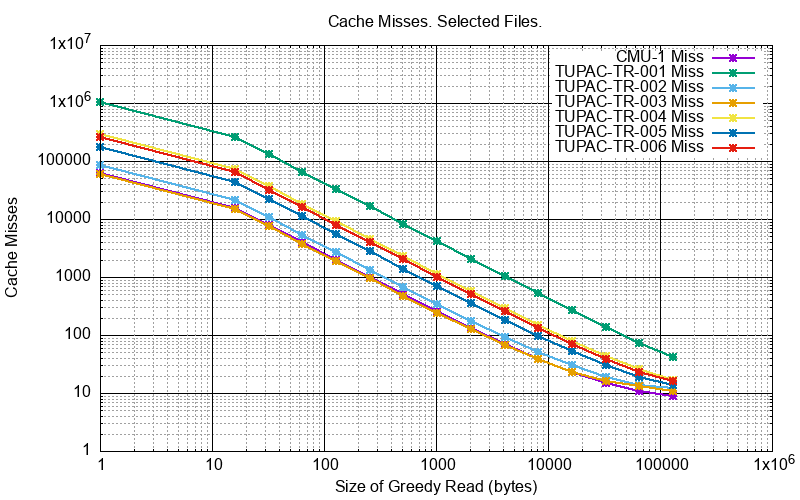 Cache Misses. Selected Files.
1x10^7
1x10^6
100000
10000
1000
100
10
1
Cache Misses
CMU-1 Miss
TUPAC-TR-001 Miss
TUPAC-TR-002 Miss
TUPAC-TR-003 Miss
TUPAC-TR-004 Miss
TUPAC-TR-005 Miss
TUPAC-TR-006 Miss
1 10 100 1000 10000 100000 1x10^6
Size of Greedy Read (bytes)